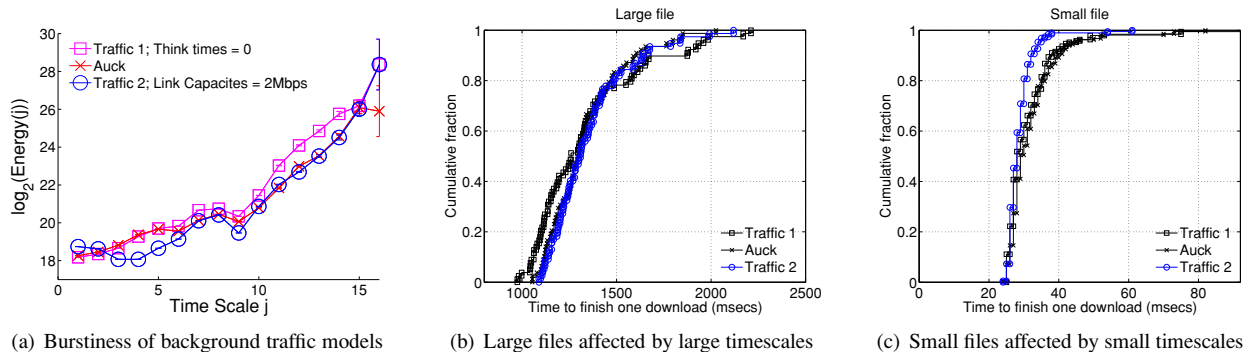 30
28
26
24
22
20
18
log2(Energy(j))
Traffic 1; Think times = 0
Auck
Traffic 2; Link Capacites = 2Mbps
0 5 10 15
Time Scale j
(a) Burstiness of background traffic models
Large file
1
0.8
0.6
0.4
0.2
0
Cumulative fraction
Traffic 1
Auck
Traffic 2
1000 1500 2000 2500
Time to finish one download (msecs)
(b) Large files affected by large timescales
Small file
1
0.8
0.6
0.4
0.2
0
Cumulative fraction
Traffic 1
Auck
Traffic 2
0 20 40 60 80
Time to finish one download (msecs)
(c) Small files affected by small timescales